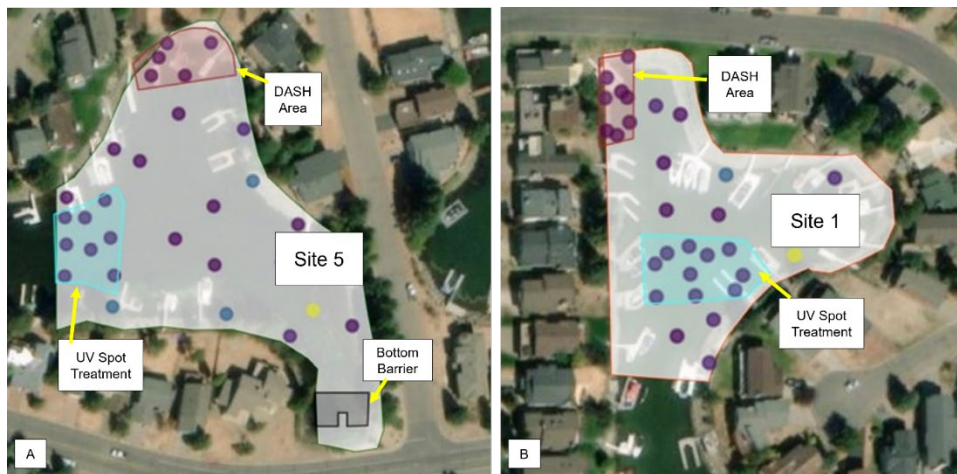 DASH
Area
Site 5
UV Spot
Treatment
Bottom
Barrier
A
DASH
Area
Site 1
UV Spot
Treatment
B